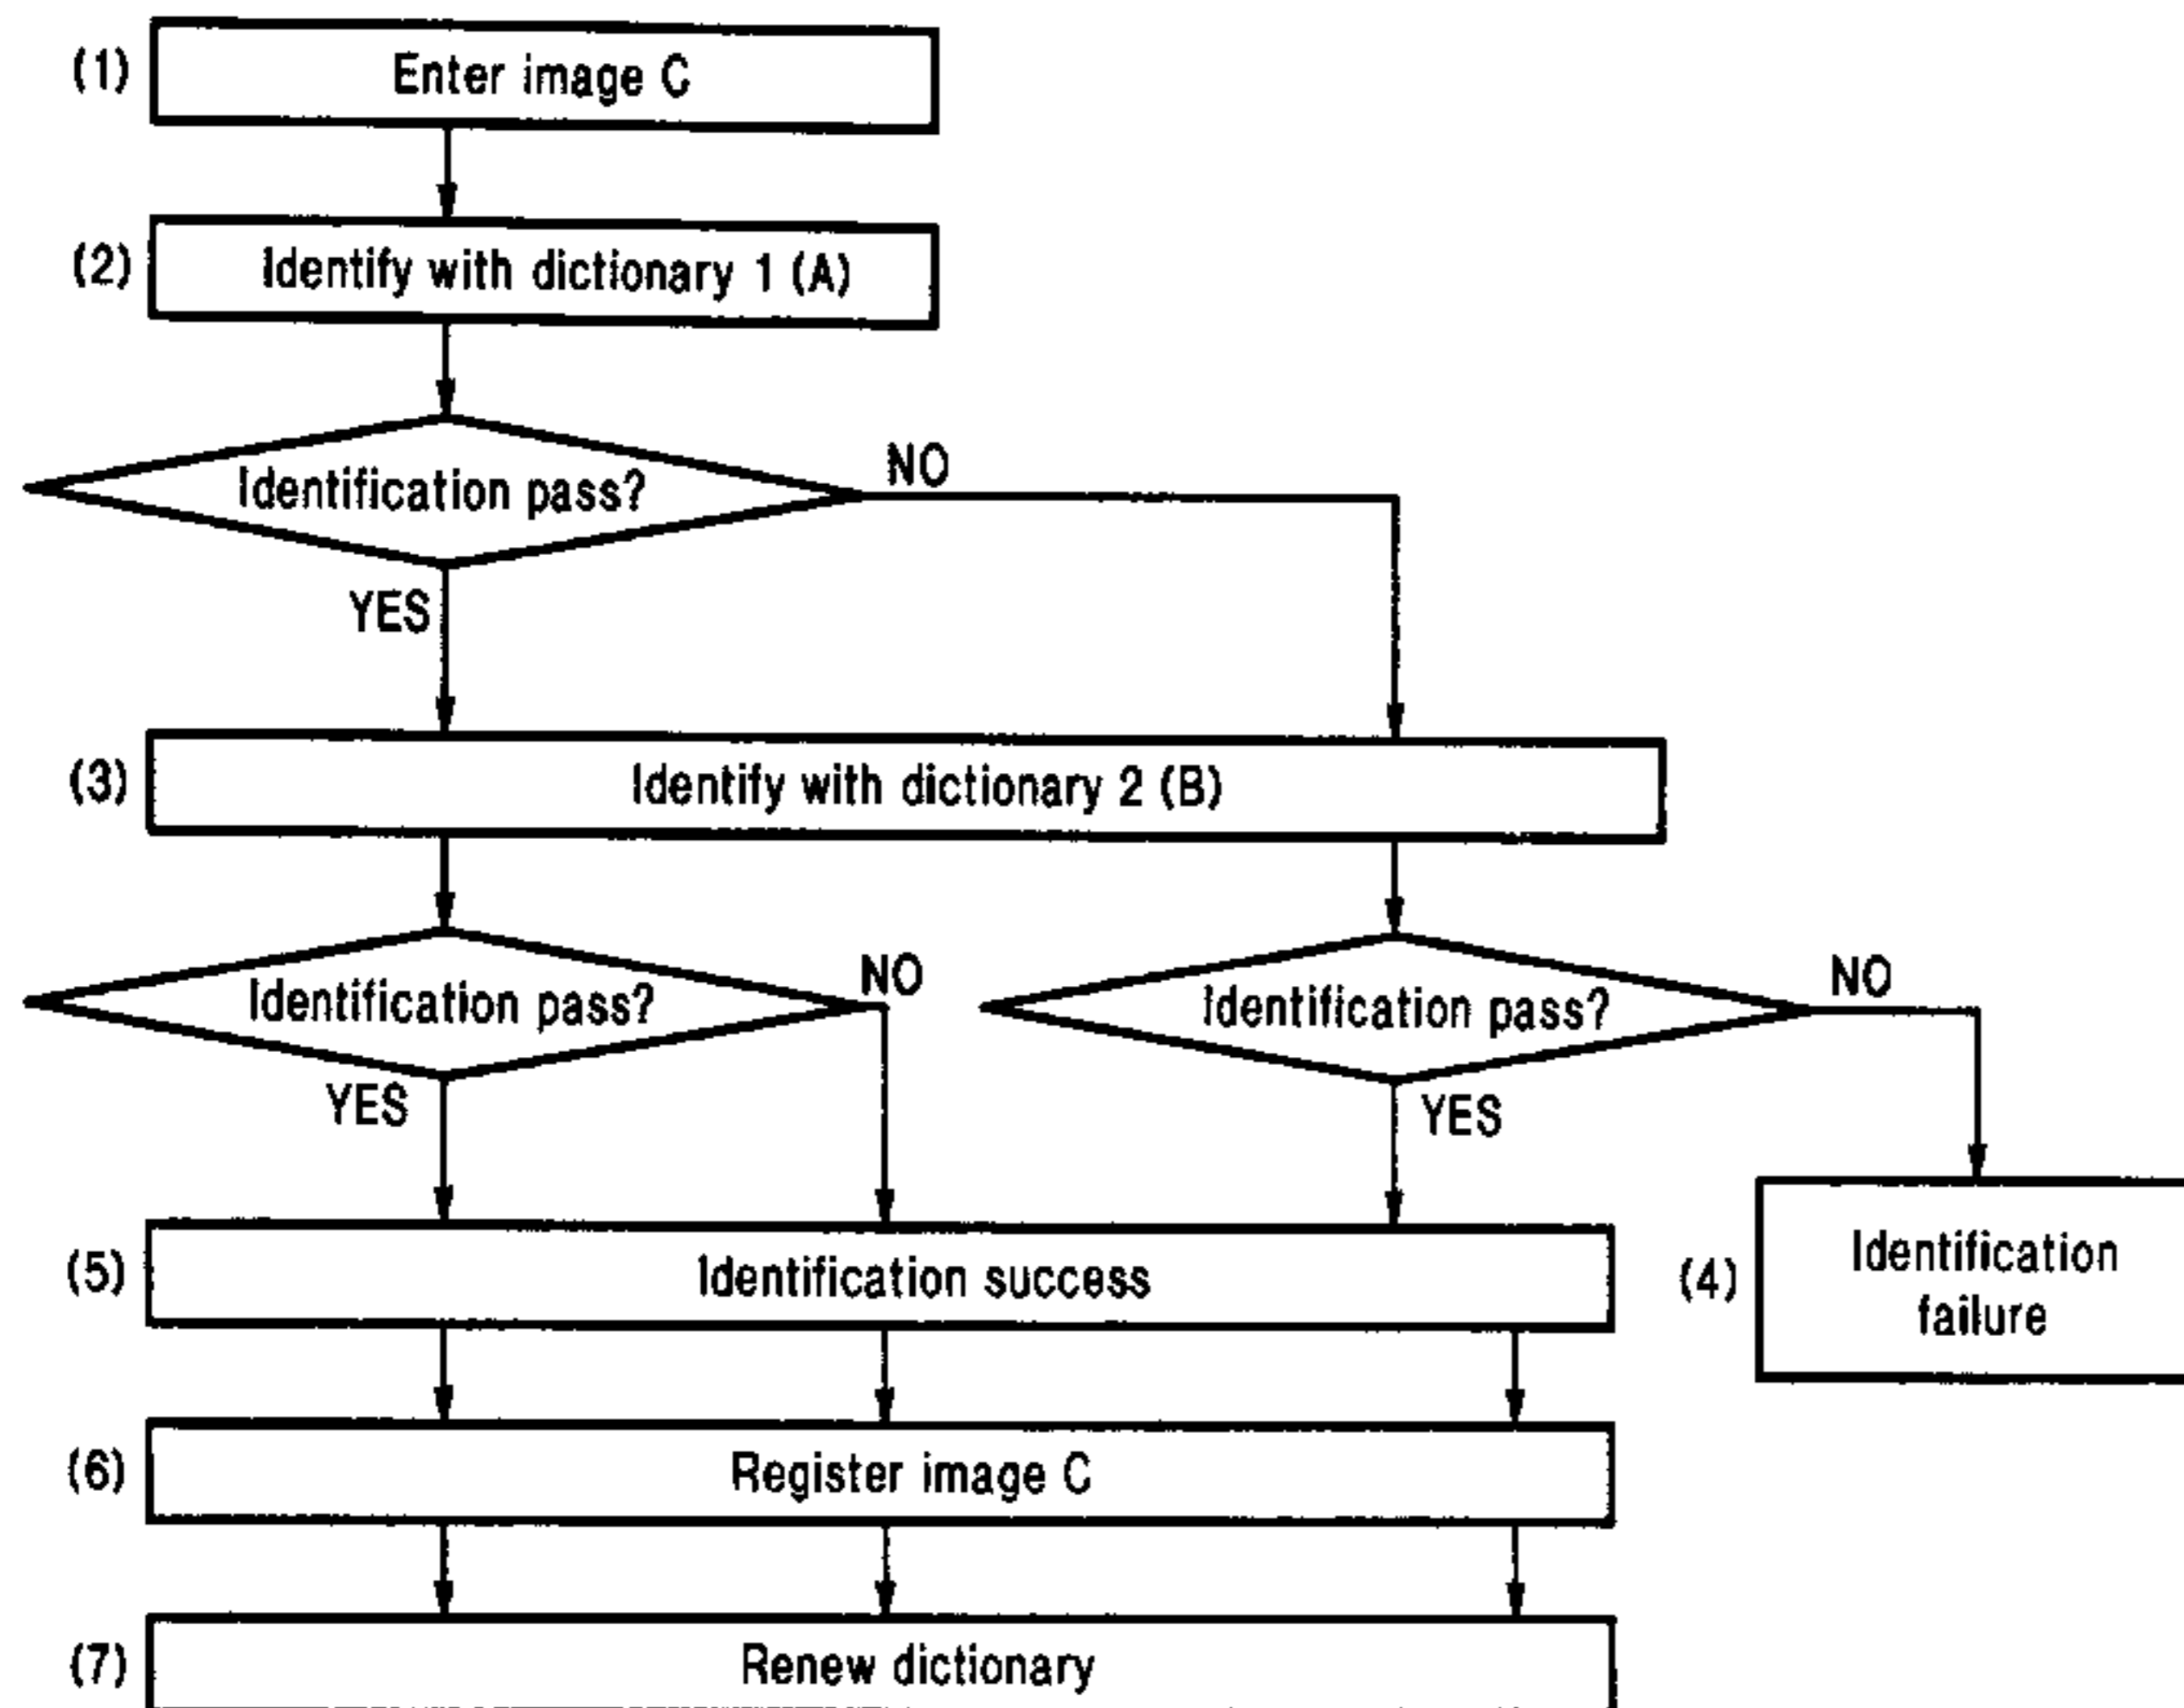 (1) Enter image C
(2) Identify with dictionary 1 (A)
Identification pass?
NO
YES
(3) Identify with dictionary 2 (B)
Identification pass?
NO
Identification pass?
NO
YES
YES
(5) Identification success
(4) Identification
failure
(6) Register image C
(7) Renew dictionary